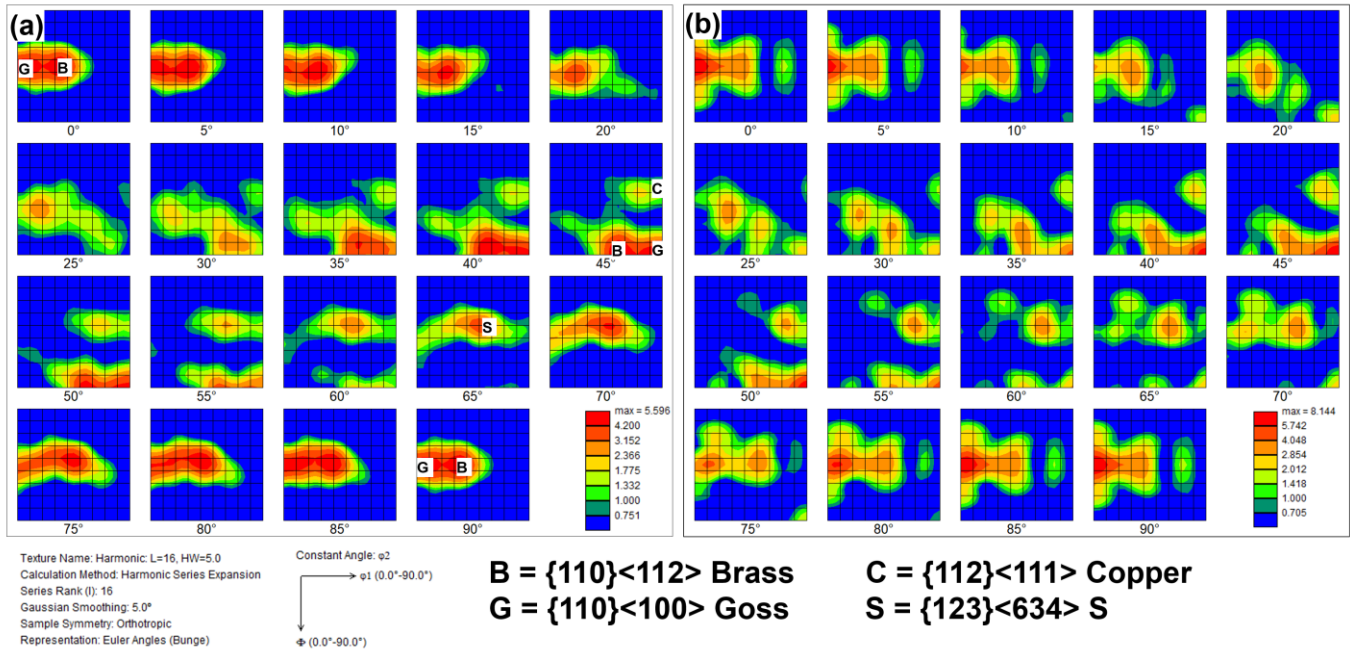 (a) (b)
G B
0° 5° 10° 15° 20° 0° 5° 10° 15° 20°
C
B G
25° 30° 35° 40° 45° 25° 30° 35° 40° 45°
S
50° 55° 60° 65° 70° 50° 55° 60° 65° 70°
max = 5.596 max = 8.144
4.200 5.742
3.152 4.048
2.366 2.854
G B 1.775 2.012
1.332 1.418
1.000 1.000
0.751 0.705
75° 80° 85° 90° 75° 80° 85° 90°
Texture Name: Harmonic: L=16, HW=5.0
Calculation Method: Harmonic Series Expansion
Series Rank (l): 16
Gaussian Smoothing: 5.0°
Sample Symmetry: Orthotropic
Representation: Euler Angles (Bunge)
Constant Angle: φ2
φ1 (0.0°-90.0°)
Φ (0.0°-90.0°)
B = {110}<112> Brass C = {112}<111> Copper
G = {110}<100> Goss S = {123}<634> S